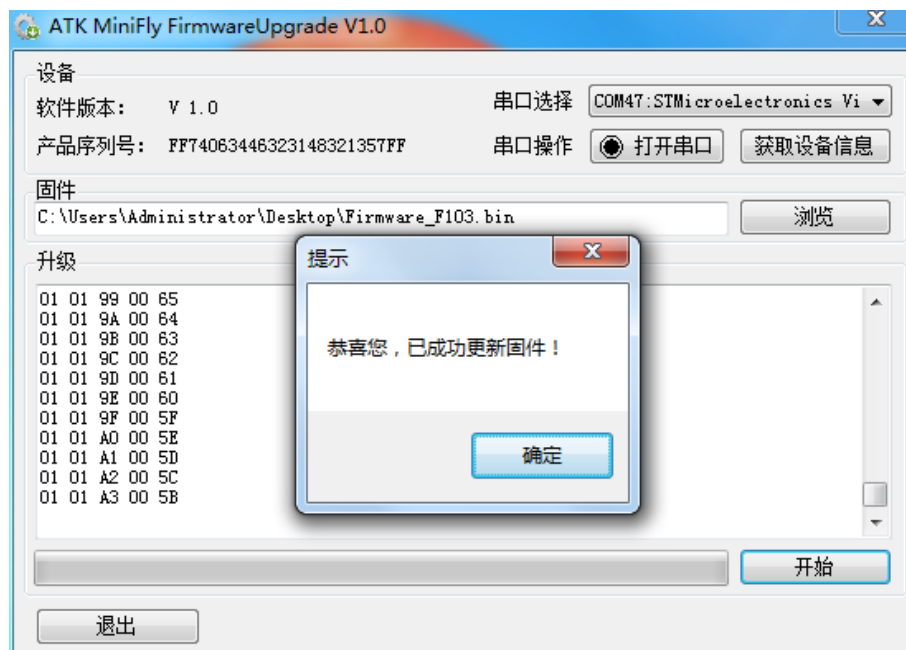 ATK MiniFly FirmwareUpgrade V1.0
设备
软件版本： V 1.0
串口选择 COM47:STMicroelectronics Vi
产品序列号： FF740634463231483213​57FF
串口操作 打开串口 获取设备信息
固件
C:\Users\Administrator\Desktop\Firmware_F103.bin 浏览
升级
01 01 99 00 65
01 01 9A 00 64
01 01 9B 00 63
01 01 9C 00 62
01 01 9D 00 61
01 01 9E 00 60
01 01 9F 00 5F
01 01 A0 00 5E
01 01 A1 00 5D
01 01 A2 00 5C
01 01 A3 00 5B
提示
恭喜您，已成功更新固件！
确定
开始
退出